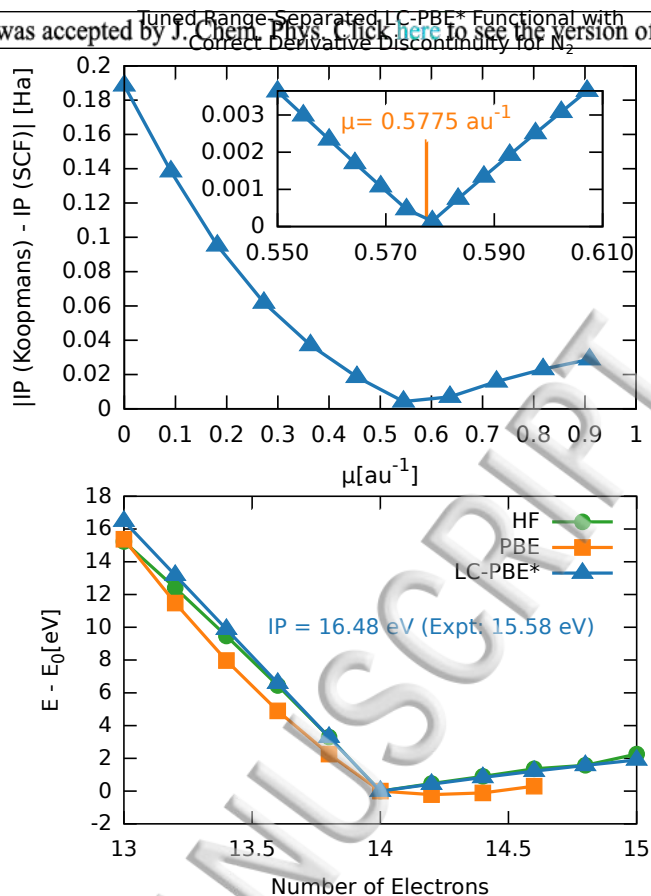 Tuned Range-Separated LC-PBE* Functional with
was accepted by J. Chem. Phys. Click here to see the version of
Correct Derivative Discontinuity for N2
|IP (Koopmans) - IP (SCF)| [Ha]
0.2
0.18
0.16
0.14
0.12
0.1
0.08
0.06
0.04
0.02
0
0.003
0.002
0.001
0
μ= 0.5775 au-1
0.550 0.570 0.590 0.610
0 0.1 0.2 0.3 0.4 0.5 0.6 0.7 0.8 0.9 1
μ[au-1]
E - E0[eV]
18
16
14
12
10
8
6
4
2
0
-2
HF
PBE
LC-PBE*
IP = 16.48 eV (Expt: 15.58 eV)
13 13.5 14 14.5 15
Number of Electrons
NUSCRIPT